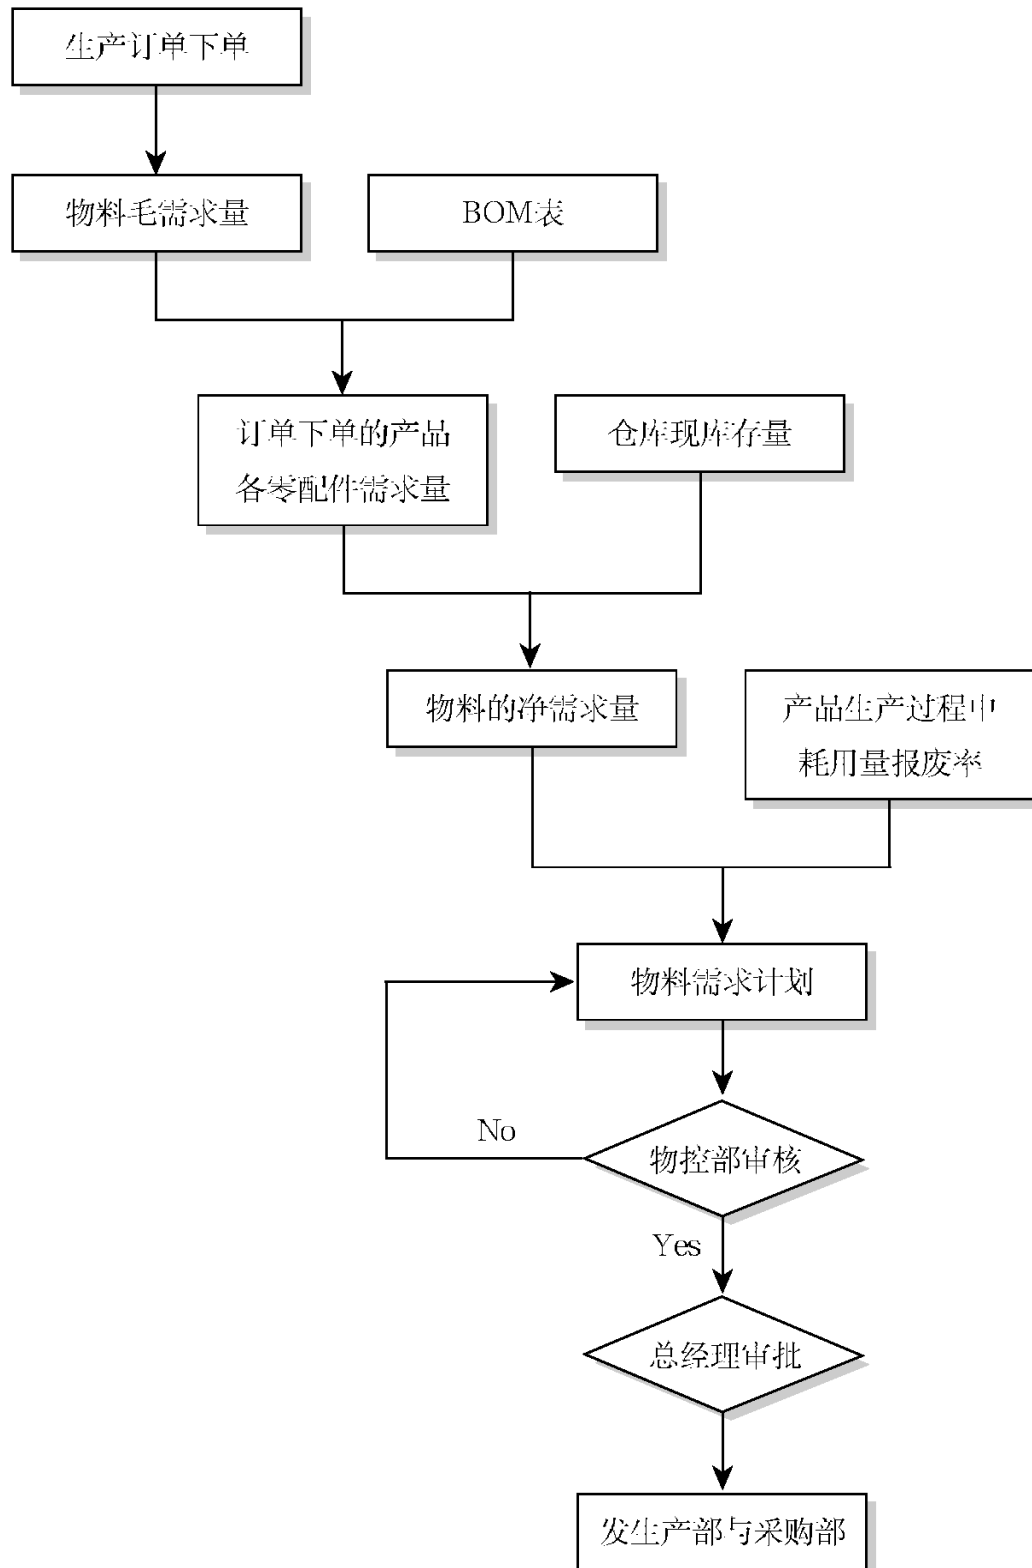 生产订单下单
物料毛需求量
BOM表
订单下单的产品
各零配件需求量
仓库现库存量
物料的净需求量
产品生产过程中
耗用量报废率
物料需求计划
No
物控部审核
Yes
总经理审批
发生产部与采购部